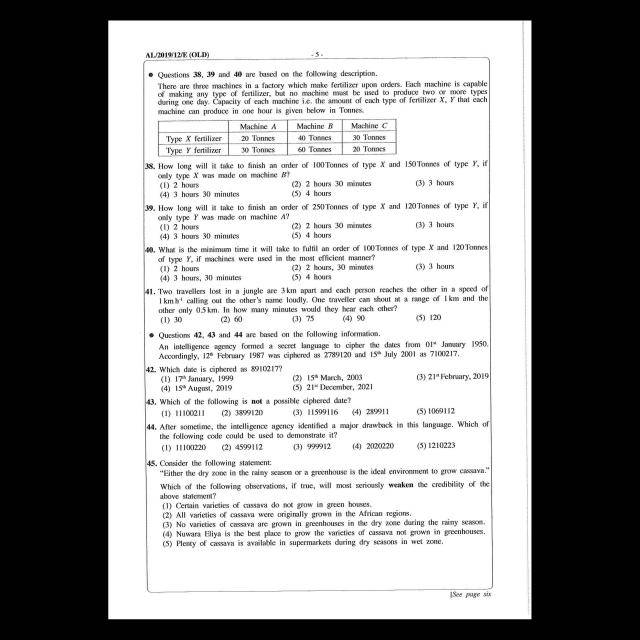 AL/2019/12/E (OLD)
- 5 -
● Questions 38, 39 and 40 are based on the following description.
There are three machines in a factory which make fertilizer upon orders. Each machine is capable
of making any type of fertilizer, but no machine must be used to produce two or more types
during one day. Capacity of each machine i.e. the amount of each type of fertilizer X, Y that each
machine can produce in one hour is given below in Tonnes.
Machine A Machine B Machine C
Type X fertilizer 20 Tonnes 40 Tonnes 30 Tonnes
Type Y fertilizer 30 Tonnes 60 Tonnes 20 Tonnes
38. How long will it take to finish an order of 100 Tonnes of type X and 150 Tonnes of type Y, if
only type X was made on machine B?
(1) 2 hours (2) 2 hours 30 minutes (3) 3 hours
(4) 3 hours 30 minutes (5) 4 hours
39. How long will it take to finish an order of 250 Tonnes of type X and 120 Tonnes of type Y, if
only type Y was made on machine A?
(1) 2 hours (2) 2 hours 30 minutes (3) 3 hours
(4) 3 hours 30 minutes (5) 4 hours
40. What is the minimum time it will take to fulfil an order of 100 Tonnes of type X and 120 Tonnes
of type Y, if machines were used in the most efficient manner?
(1) 2 hours (2) 2 hours, 30 minutes (3) 3 hours
(4) 3 hours, 30 minutes (5) 4 hours
41. Two travellers lost in a jungle are 3 km apart and each person reaches the other in a speed of
1 km h⁻¹ calling out the other's name loudly. One traveller can shout at a range of 1 km and the
other only 0.5 km. In how many minutes would they hear each other?
(1) 30 (2) 60 (3) 75 (4) 90 (5) 120
● Questions 42, 43 and 44 are based on the following information.
An intelligence agency formed a secret language to cipher the dates from 01st January 1950.
Accordingly, 12th February 1987 was ciphered as 2789120 and 15th July 2001 as 7100217.
42. Which date is ciphered as 8910217?
(1) 17th January, 1999 (2) 15th March, 2003 (3) 21st February, 2019
(4) 15th August, 2019 (5) 21st December, 2021
43. Which of the following is not a possible ciphered date?
(1) 11100211 (2) 3899120 (3) 11599116 (4) 289911 (5) 1069112
44. After sometime, the intelligence agency identified a major drawback in this language. Which of
the following code could be used to demonstrate it?
(1) 11100220 (2) 4599112 (3) 999912 (4) 2020220 (5) 1210223
45. Consider the following statement:
"Either the dry zone in the rainy season or a greenhouse is the ideal environment to grow cassava."
Which of the following observations, if true, will most seriously weaken the credibility of the
above statement?
(1) Certain varieties of cassava do not grow in green houses.
(2) All varieties of cassava were originally grown in the African regions.
(3) No varieties of cassava are grown in greenhouses in the dry zone during the rainy season.
(4) Nuwara Eliya is the best place to grow the varieties of cassava not grown in greenhouses.
(5) Plenty of cassava is available in supermarkets during dry seasons in wet zone.
[See page six